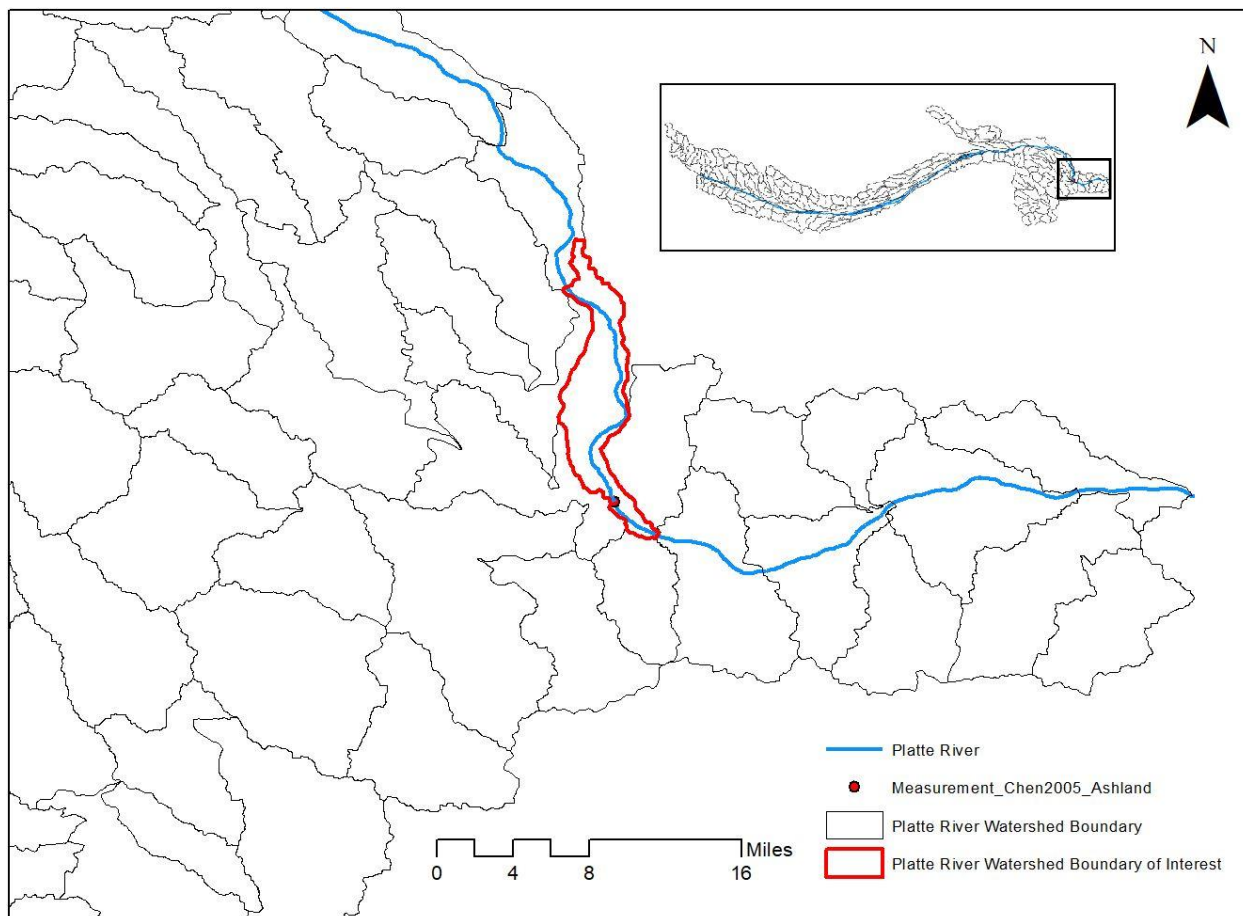 N
Platte River
Measurement_Chen2005_Ashland
Platte River Watershed Boundary
Platte River Watershed Boundary of Interest
Miles
0 4 8 16